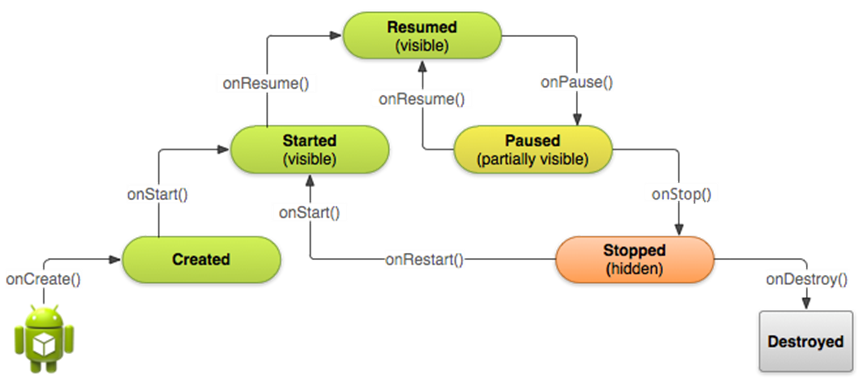 Resumed
(visible)
onResume()
onResume()
onPause()
Started
(visible)
Paused
(partially visible)
onStart()
onStart()
onStop()
Created
onRestart()
Stopped
(hidden)
onCreate()
onDestroy()
Destroyed